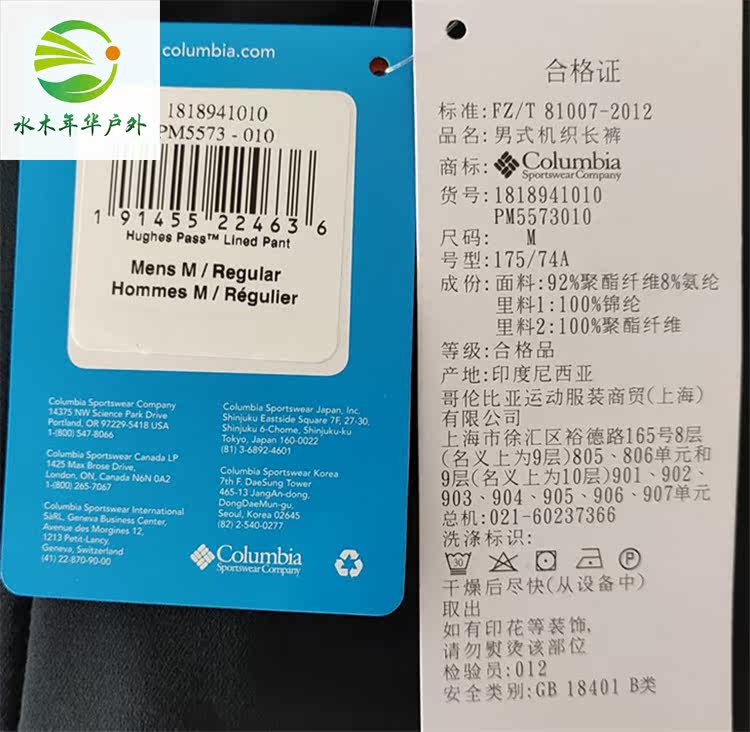 水木年华户外
columbia.com
1818941010
PM5573 - 010
1 91455 22463 6
Hughes Pass™ Lined Pant
Mens M / Regular
Hommes M / Régulier
Columbia Sportswear Company
14375 NW Science Park Drive
Portland, OR 97229-5418 USA
1-(800) 547-8066
Columbia Sportswear Canada LP
1425 Max Brose Drive,
London, ON, Canada N6N 0A2
1-(800) 265-7067
Columbia Sportswear International
SàRL, Geneva Business Center,
Avenue des Morgines 12,
1213 Petit-Lancy,
Geneva, Switzerland
(41) 22-870-90-00
Columbia Sportswear Japan, Inc.
Shinjuku Eastside Square 7F, 27-30,
Shinjuku 6-Chome, Shinjuku-ku
Tokyo, Japan 160-0022
(81) 3-6892-4601
Columbia Sportswear Korea
7th F. DaeSung Tower
465-13 JangAn-dong,
DongDaeMun-gu,
Seoul, Korea 02645
(82) 2-540-0277
Columbia
Sportswear Company
合格证
标准:FZ/T 81007-2012
品名:男式机织长裤
商标:Columbia
Sportswear Company
货号:1818941010
PM5573010
尺码: M
号型:175/74A
成份:面料:92%聚酯纤维8%氨纶
里料1:100%锦纶
里料2:100%聚酯纤维
等级:合格品
产地:印度尼西亚
哥伦比亚运动服装商贸(上海)
有限公司
上海市徐汇区裕德路165号8层
(名义上为9层)805、806单元和
9层(名义上为10层)901、902、
903、904、905、906、907单元
总机:021-60237366
洗涤标识:
30 P
干燥后尽快(从设备中)
取出
如有印花等装饰,
请勿熨烫该部位
检验员:012
安全类别:GB 18401 B类